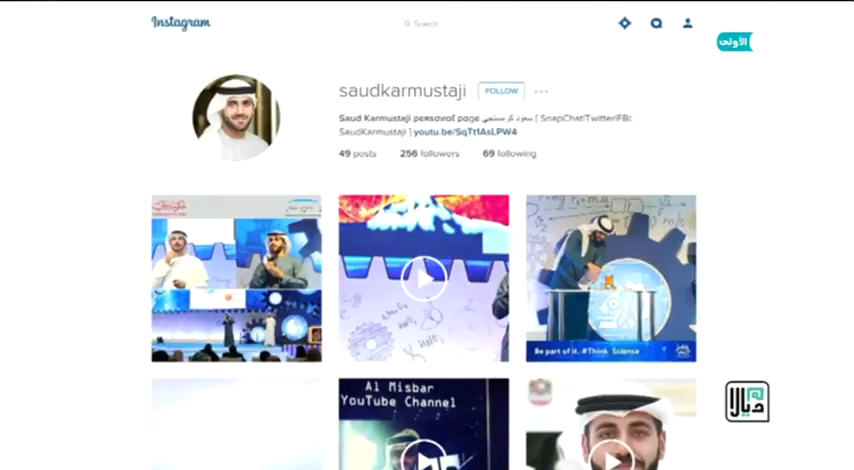 Instagram
Search
الأولى
saudkarmustaji
FOLLOW
Saud Karmustaji personal page سعود كرمستجي [ SnapChat|Twitter|FB:
SaudKarmustaji ] youtu.be/SqTt1AsLPW4
49 posts 256 followers 69 following
Be part of it. #Think Science
Al Misbar
YouTube Channel
ديالا